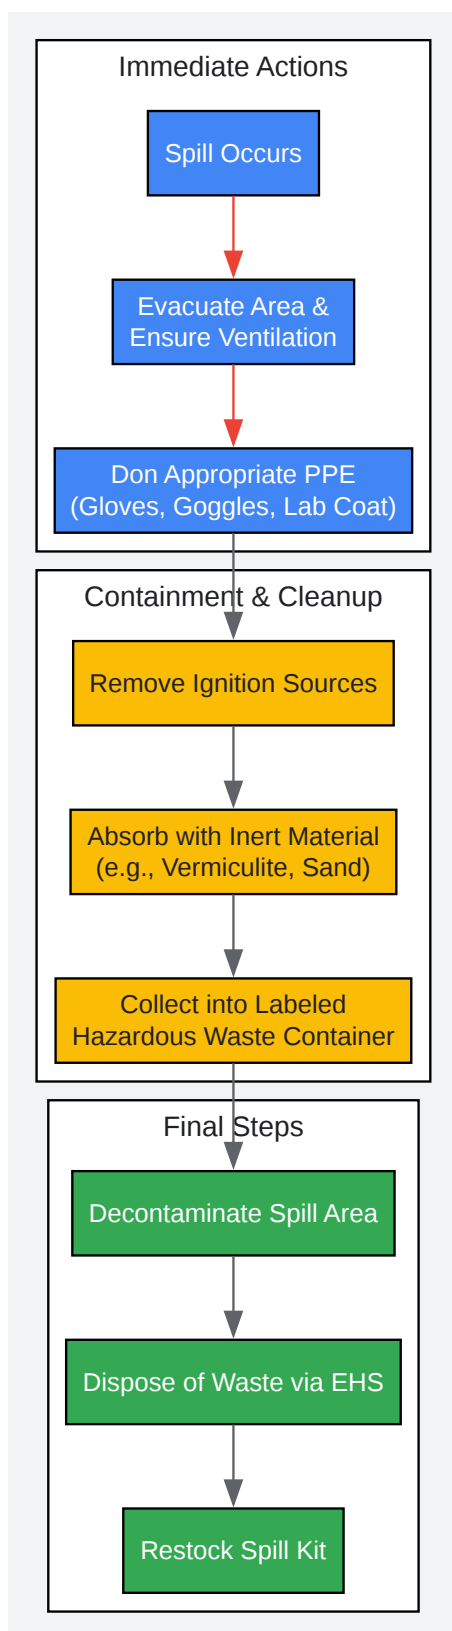 Immediate Actions
Spill Occurs
Evacuate Area &
Ensure Ventilation
Don Appropriate PPE
(Gloves, Goggles, Lab Coat)
Containment & Cleanup
Remove Ignition Sources
Absorb with Inert Material
(e.g., Vermiculite, Sand)
Collect into Labeled
Hazardous Waste Container
Final Steps
Decontaminate Spill Area
Dispose of Waste via EHS
Restock Spill Kit